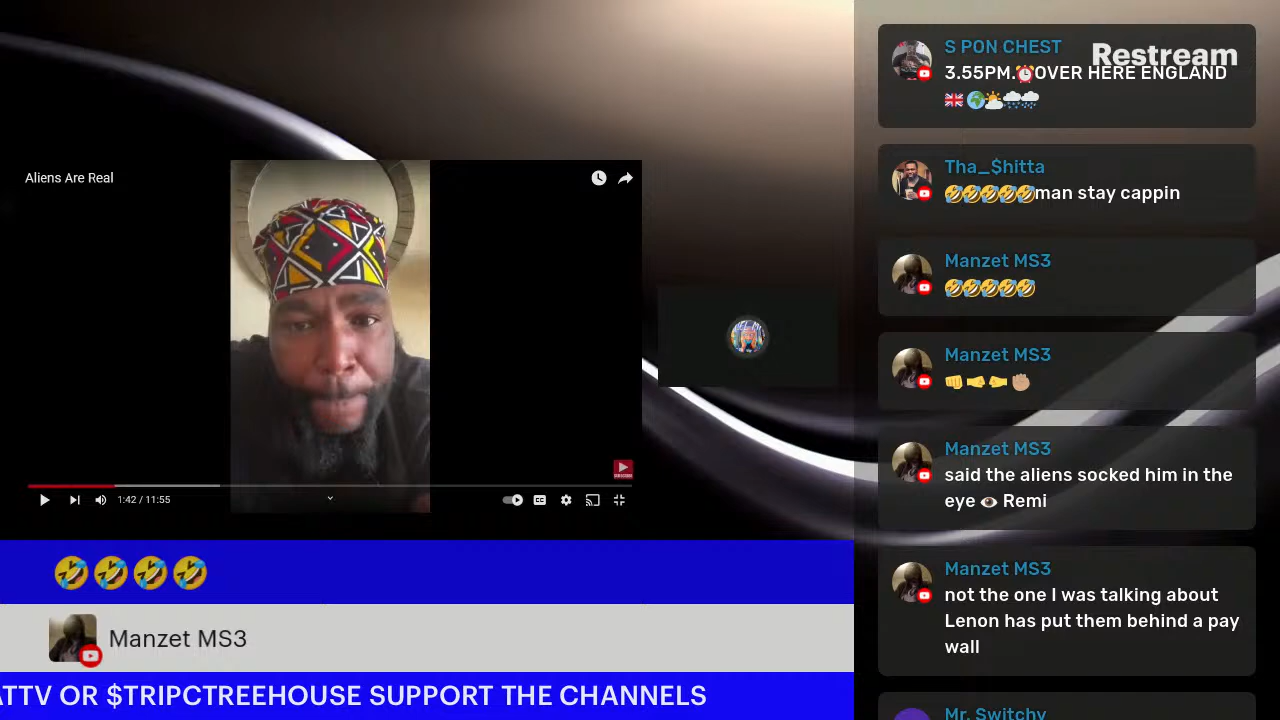 Aliens Are Real
1:42 / 11:55
CC
SUBSCRIBE
🤣🤣🤣🤣
Manzet MS3
ATTV OR $TRIPCTREEHOUSE SUPPORT THE CHANNELS
Restream
S PON CHEST
3.55PM.⏰OVER HERE ENGLAND
🇬🇧🌍⛅🌧🌧
Tha_$hitta
🤣🤣🤣🤣🤣man stay cappin
Manzet MS3
🤣🤣🤣🤣🤣
Manzet MS3
👊🤜🤛✊🏼
Manzet MS3
said the aliens socked him in the
eye 👁 Remi
Manzet MS3
not the one I was talking about
Lenon has put them behind a pay
wall
Mr. Switchy